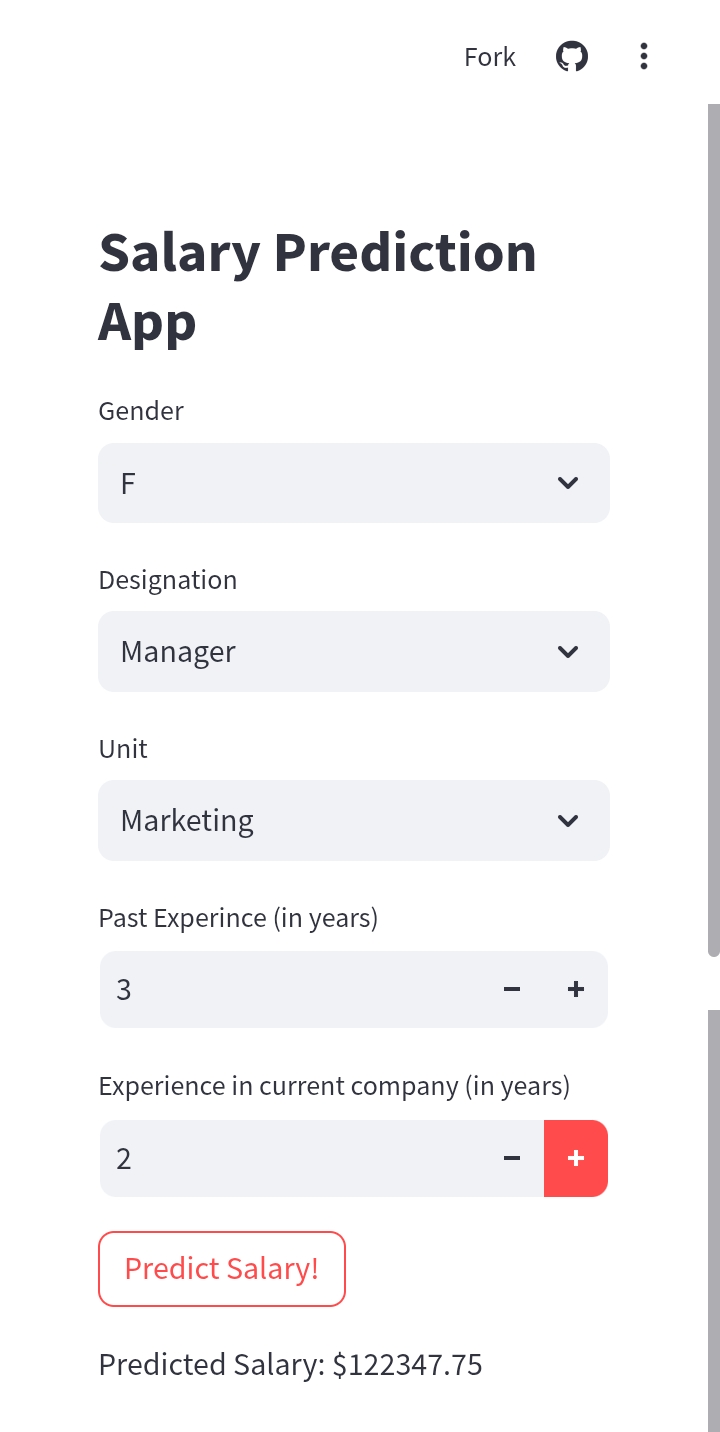 Fork
Salary Prediction
App
Gender
F
Designation
Manager
Unit
Marketing
Past Experince (in years)
3
Experience in current company (in years)
2
Predict Salary!
Predicted Salary: $122347.75